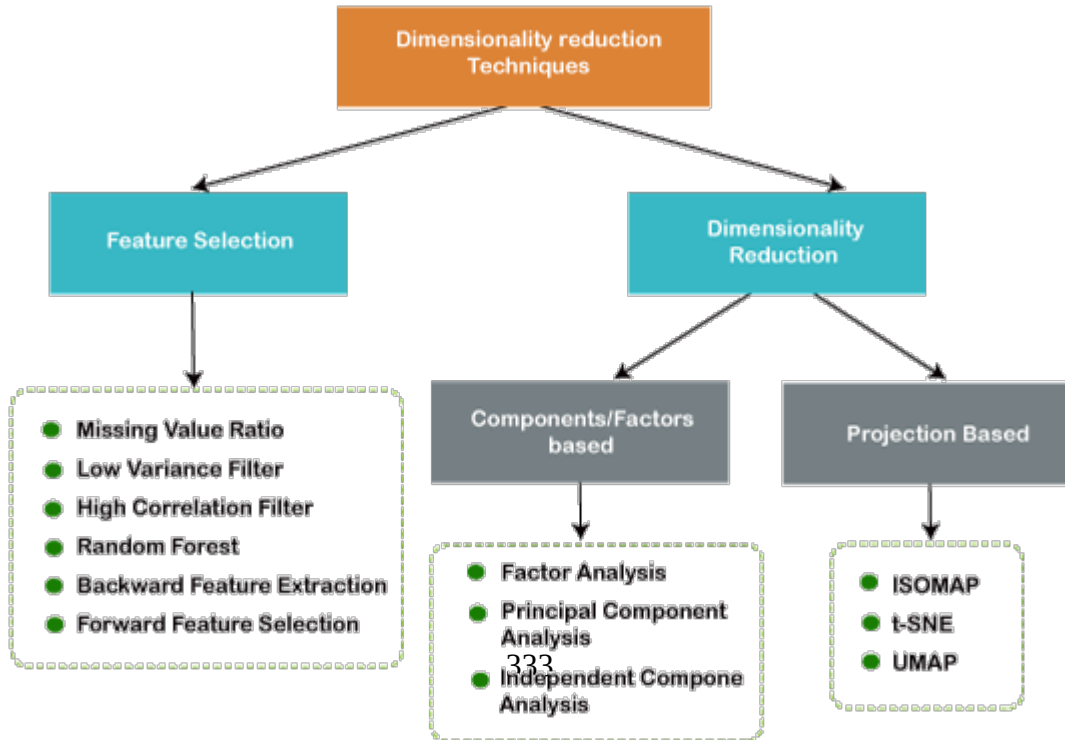 Dimensionality reduction
Techniques
Feature Selection
Dimensionality
Reduction
Missing Value Ratio
Low Variance Filter
High Correlation Filter
Random Forest
Backward Feature Extraction
Forward Feature Selection
Components/Factors
based
Factor Analysis
Principal Component
Analysis
333
Independent Compone
Analysis
Projection Based
ISOMAP
t-SNE
UMAP